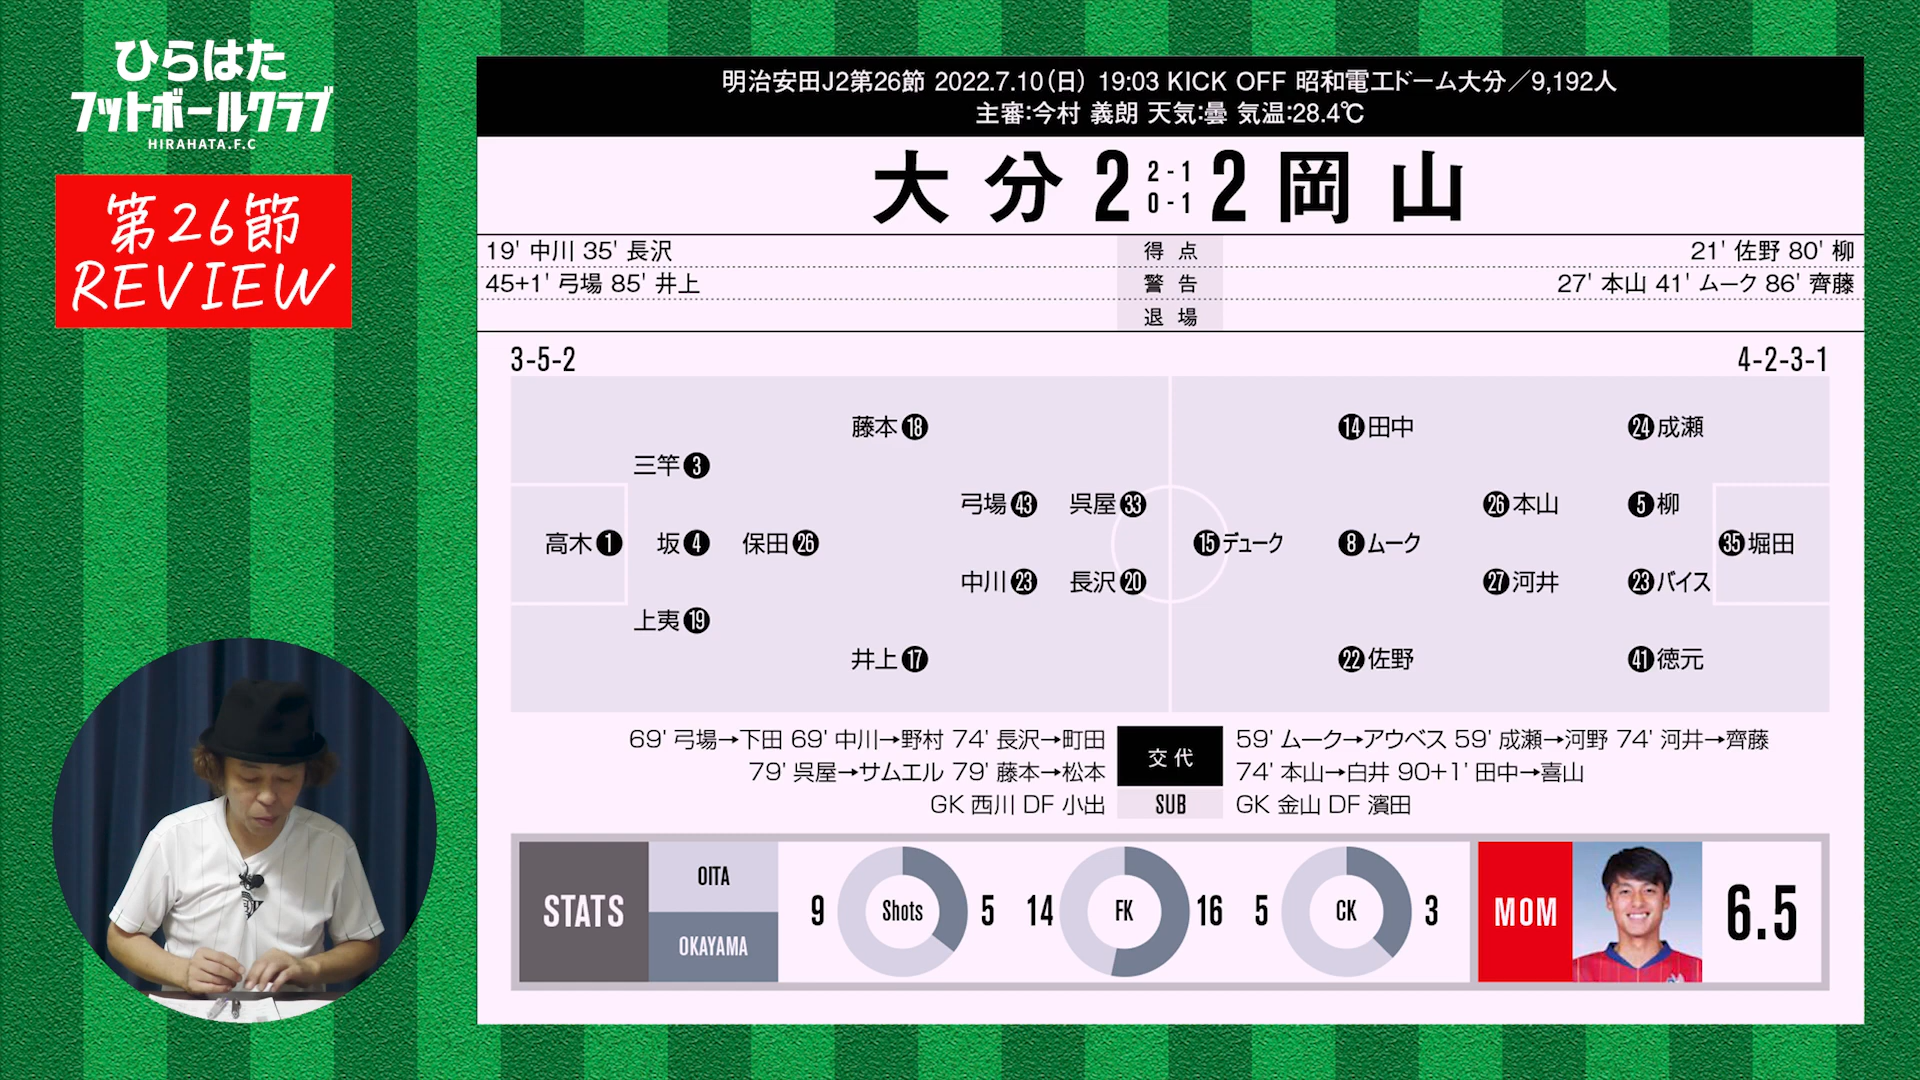 ひらはた
フットボールクラブ
HIRAHATA.F.C
第26節
REVIEW
明治安田J2第26節 2022.7.10(日) 19:03 KICK OFF 昭和電工ドーム大分／9,192人
主審:今村 義朗 天気:曇 気温:28.4℃
大分 2 2-1 2 岡山
0-1
19' 中川 35' 長沢 得点 21' 佐野 80' 柳
45+1' 弓場 85' 井上 警告 27' 本山 41' ムーク 86' 齊藤
退場
3-5-2 4-2-3-1
藤本 18 14 田中 24 成瀬
三竿 3
弓場 43 呉屋 33 26 本山 5 柳
高木 1 坂 4 保田 26 15 デューク 8 ムーク 35 堀田
中川 23 長沢 20 27 河井 23 バイス
上夷 19
井上 17 22 佐野 41 徳元
69' 弓場→下田 69' 中川→野村 74' 長沢→町田 交代 59' ムーク→アウベス 59' 成瀬→河野 74' 河井→齊藤
79' 呉屋→サムエル 79' 藤本→松本 74' 本山→白井 90+1' 田中→喜山
GK 西川 DF 小出 SUB GK 金山 DF 濱田
STATS OITA 9 Shots 5 14 FK 16 5 CK 3 MOM 6.5
OKAYAMA